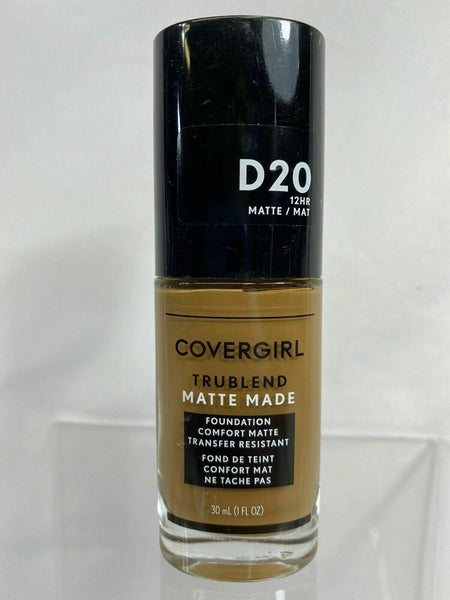 D20
12HR
MATTE / MAT
COVERGIRL
TRUBLEND
MATTE MADE
FOUNDATION
COMFORT MATTE
TRANSFER RESISTANT
FOND DE TEINT
CONFORT MAT
NE TACHE PAS
30 mL (1 FL OZ)